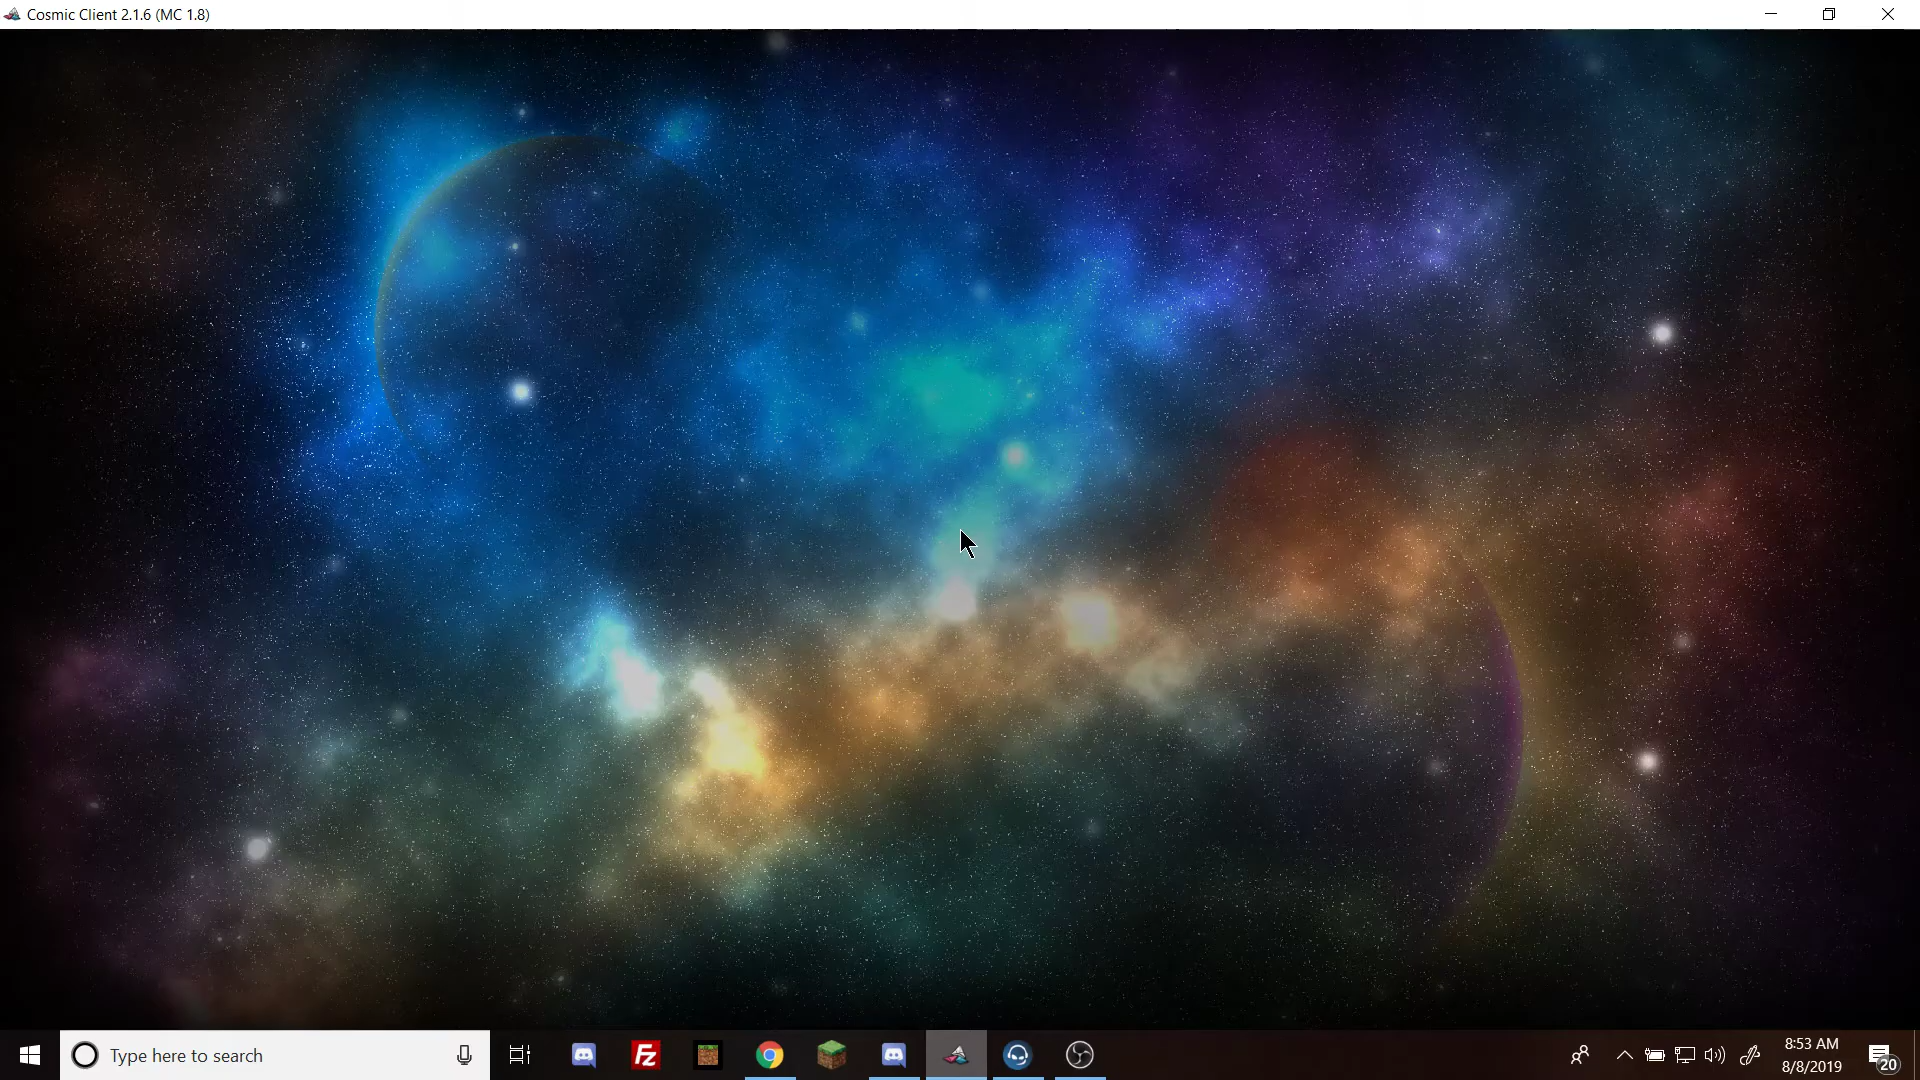 Cosmic Client 2.1.6 (MC 1.8)
Type here to search
Fz
8:53 AM
8/8/2019
20